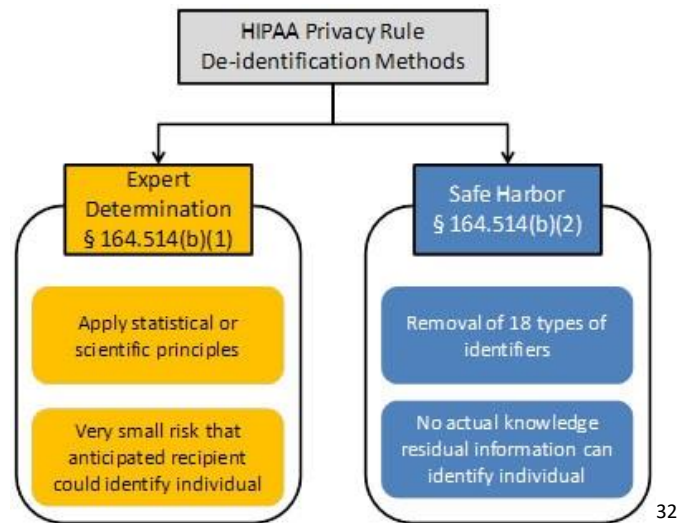 HIPAA Privacy Rule
De-identification Methods
Expert
Determination
§ 164.514(b)(1)
Apply statistical or
scientific principles
Very small risk that
anticipated recipient
could identify individual
Safe Harbor
§ 164.514(b)(2)
Removal of 18 types of
identifiers
No actual knowledge
residual information can
identify individual
32